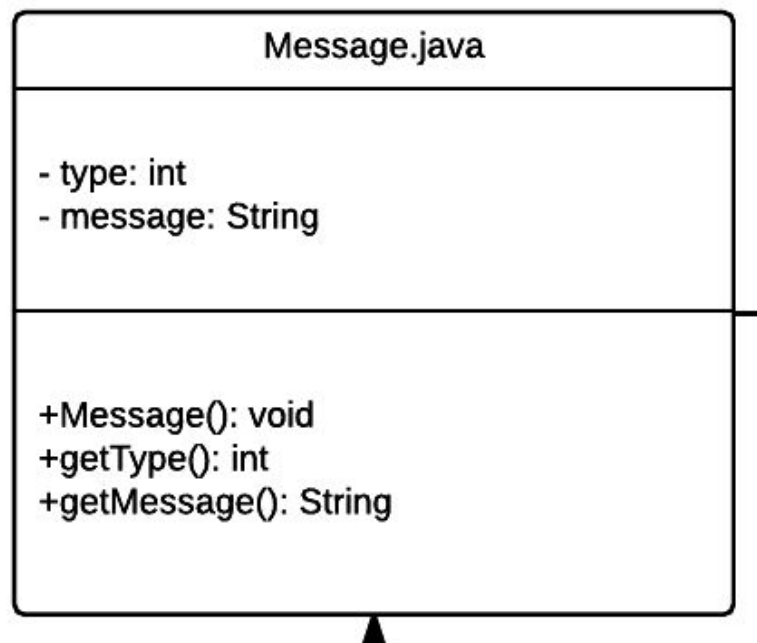 Message.java
- type: int
- message: String
+Message(): void
+getType(): int
+getMessage(): String